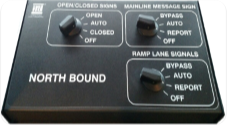 OPEN/CLOSED SIGNS
OPEN
AUTO
CLOSED
OFF
MAINLINE MESSAGE SIGN
BYPASS
AUTO
REPORT
OFF
RAMP LANE SIGNALS
BYPASS
AUTO
REPORT
OFF
NORTH BOUND